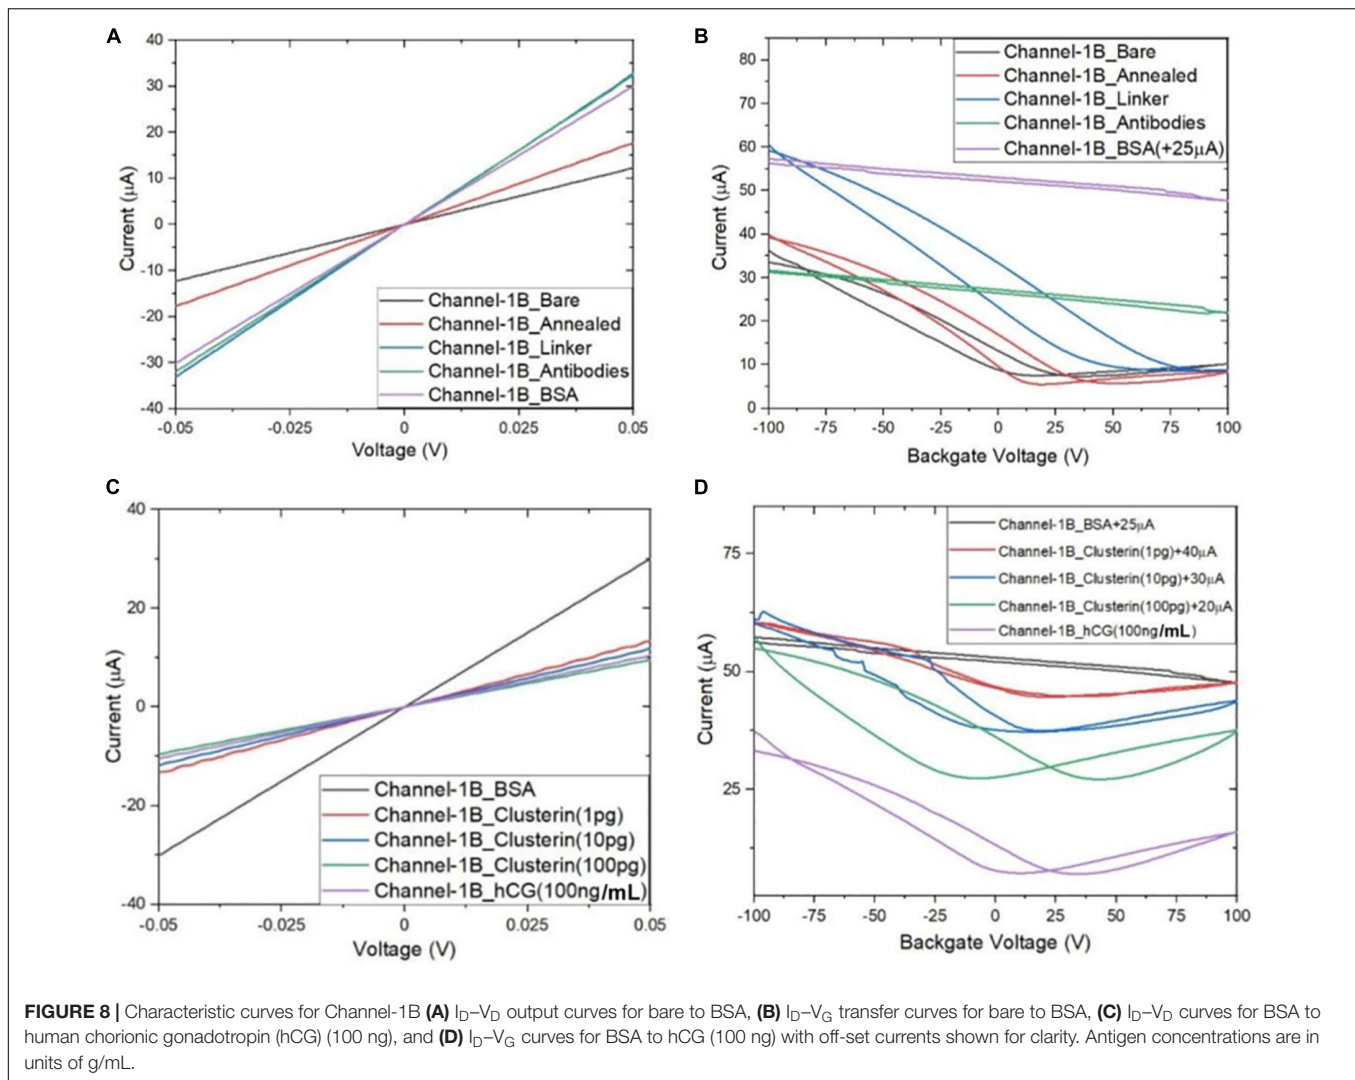 A
40
30
20
10
0
-10
-20
-30
-40
Current (μA)
Channel-1B_Bare
Channel-1B_Annealed
Channel-1B_Linker
Channel-1B_Antibodies
Channel-1B_BSA
-0.05
-0.025
0
0.025
0.05
Voltage (V)
B
80
70
60
50
40
30
20
10
0
Current (μA)
Channel-1B_Bare
Channel-1B_Annealed
Channel-1B_Linker
Channel-1B_Antibodies
Channel-1B_BSA(+25μA)
-100
-75
-50
-25
0
25
50
75
100
Backgate Voltage (V)
C
40
20
0
-20
-40
Current (μA)
Channel-1B_BSA
Channel-1B_Clusterin(1pg)
Channel-1B_Clusterin(10pg)
Channel-1B_Clusterin(100pg)
Channel-1B_hCG(100ng/mL)
-0.05
-0.025
0
0.025
0.05
Voltage (V)
D
75
50
25
Current (μA)
Channel-1B_BSA+25μA
Channel-1B_Clusterin(1pg)+40μA
Channel-1B_Clusterin(10pg)+30μA
Channel-1B_Clusterin(100pg)+20μA
Channel-1B_hCG(100ng/mL)
-100
-75
-50
-25
0
25
50
75
100
Backgate Voltage (V)
FIGURE 8 | Characteristic curves for Channel-1B (A) ID–VD output curves for bare to BSA, (B) ID–VG transfer curves for bare to BSA, (C) ID–VD curves for BSA to
human chorionic gonadotropin (hCG) (100 ng), and (D) ID–VG curves for BSA to hCG (100 ng) with off-set currents shown for clarity. Antigen concentrations are in
units of g/mL.